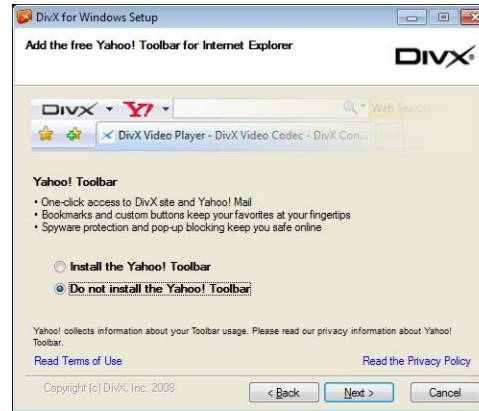 DivX for Windows Setup
Add the free Yahoo! Toolbar for Internet Explorer
DIVX
DIVX Y! Web Search
DivX Video Player - DivX Video Codec - DivX Con...
Yahoo! Toolbar
• One-click access to DivX site and Yahoo! Mail
• Bookmarks and custom buttons keep your favorites at your fingertips
• Spyware protection and pop-up blocking keep you safe online
Install the Yahoo! Toolbar
Do not install the Yahoo! Toolbar
Yahoo! collects information about your Toolbar usage. Please read our privacy information about Yahoo!
Toolbar.
Read Terms of Use Read the Privacy Policy
Copyright (c) DivX, Inc. 2008 < Back Next > Cancel